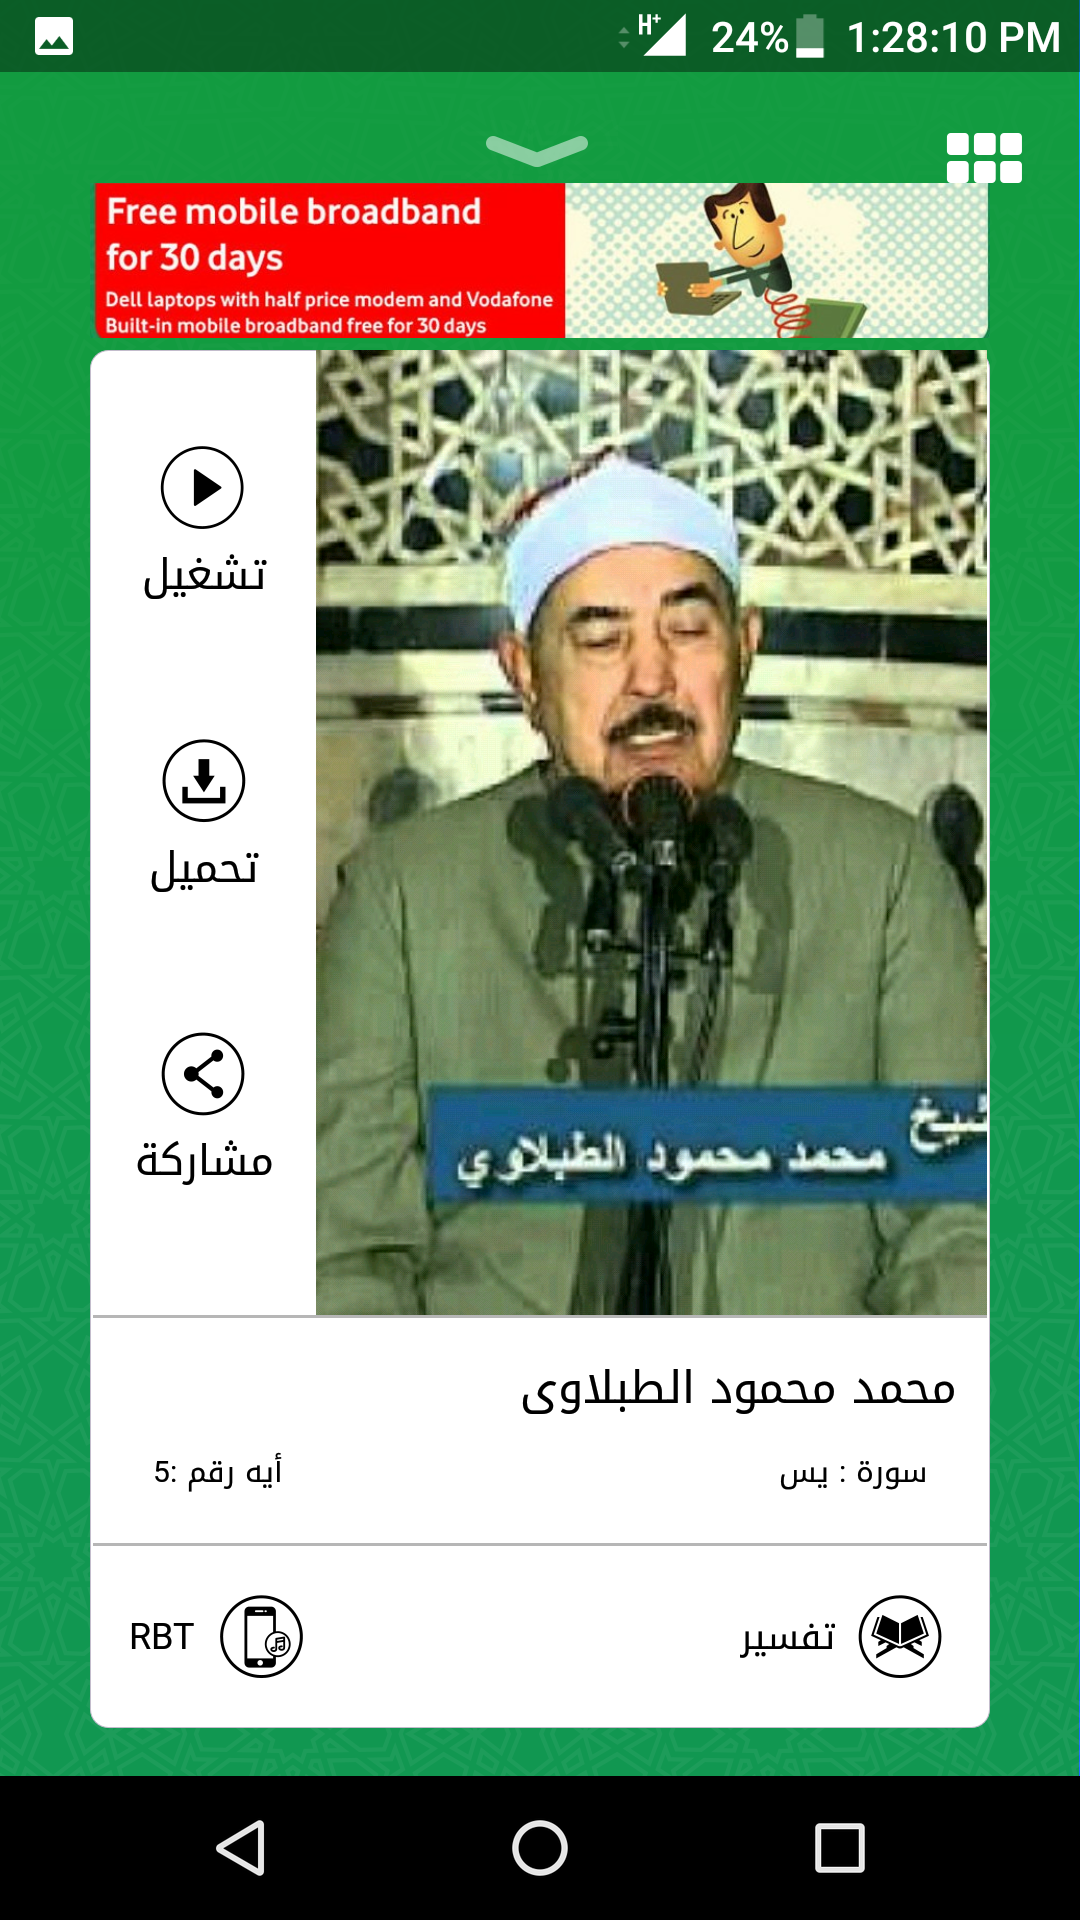 H+ 24% 1:28:10 PM
Free mobile broadband
for 30 days
Dell laptops with half price modem and Vodafone
Built-in mobile broadband free for 30 days
تشغيل
تحميل
مشاركة
محمد محمود الطبلاوي
محمد محمود الطبلاوى
سورة : يس
أيه رقم :5
تفسير
RBT